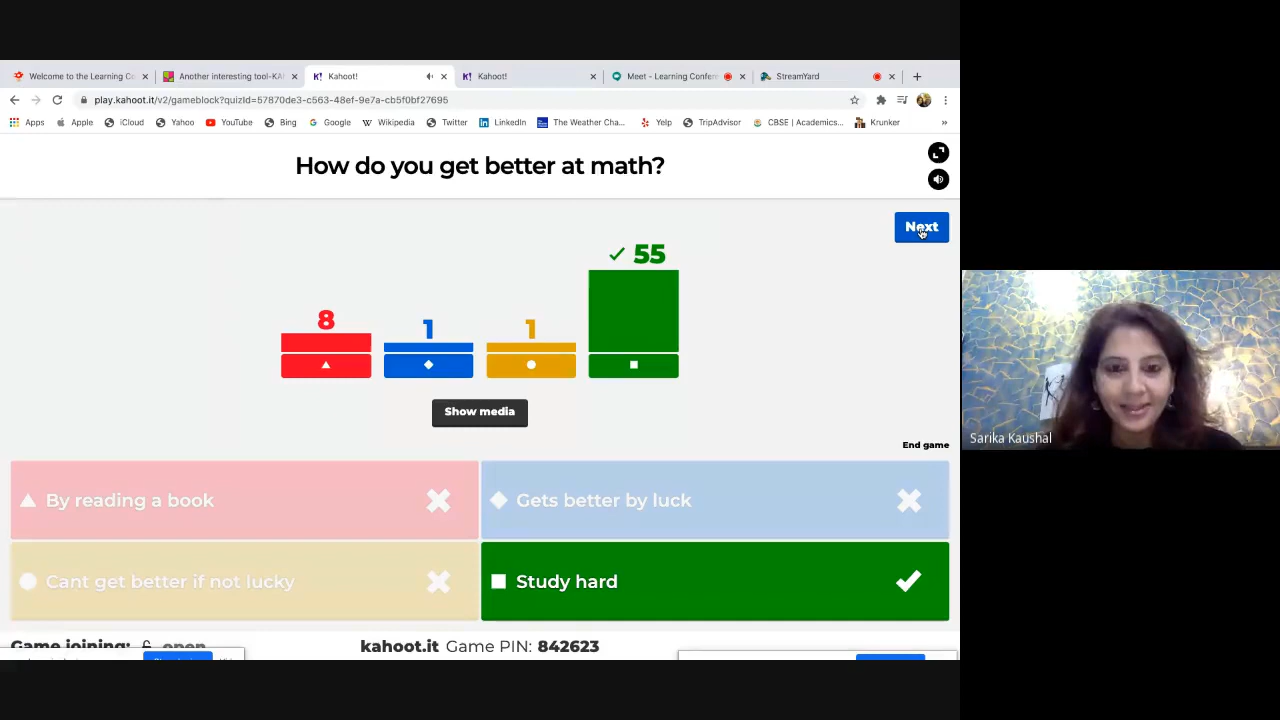 Welcome to the Learning Co
Another interesting tool-KA
Kahoot!
Kahoot!
Meet - Learning Confer
StreamYard
play.kahoot.it/v2/gameblock?quizId=57870de3-c563-48ef-9e7a-cb5f0bf27695
Apps Apple iCloud Yahoo YouTube Bing Google Wikipedia Twitter LinkedIn The Weather Cha... Yelp TripAdvisor CBSE | Academics... Krunker »
How do you get better at math?
Next
55
8
1
1
Show media
End game
Sarika Kaushal
By reading a book
Gets better by luck
Cant get better if not lucky
Study hard
Game joining: open
kahoot.it Game PIN: 842623